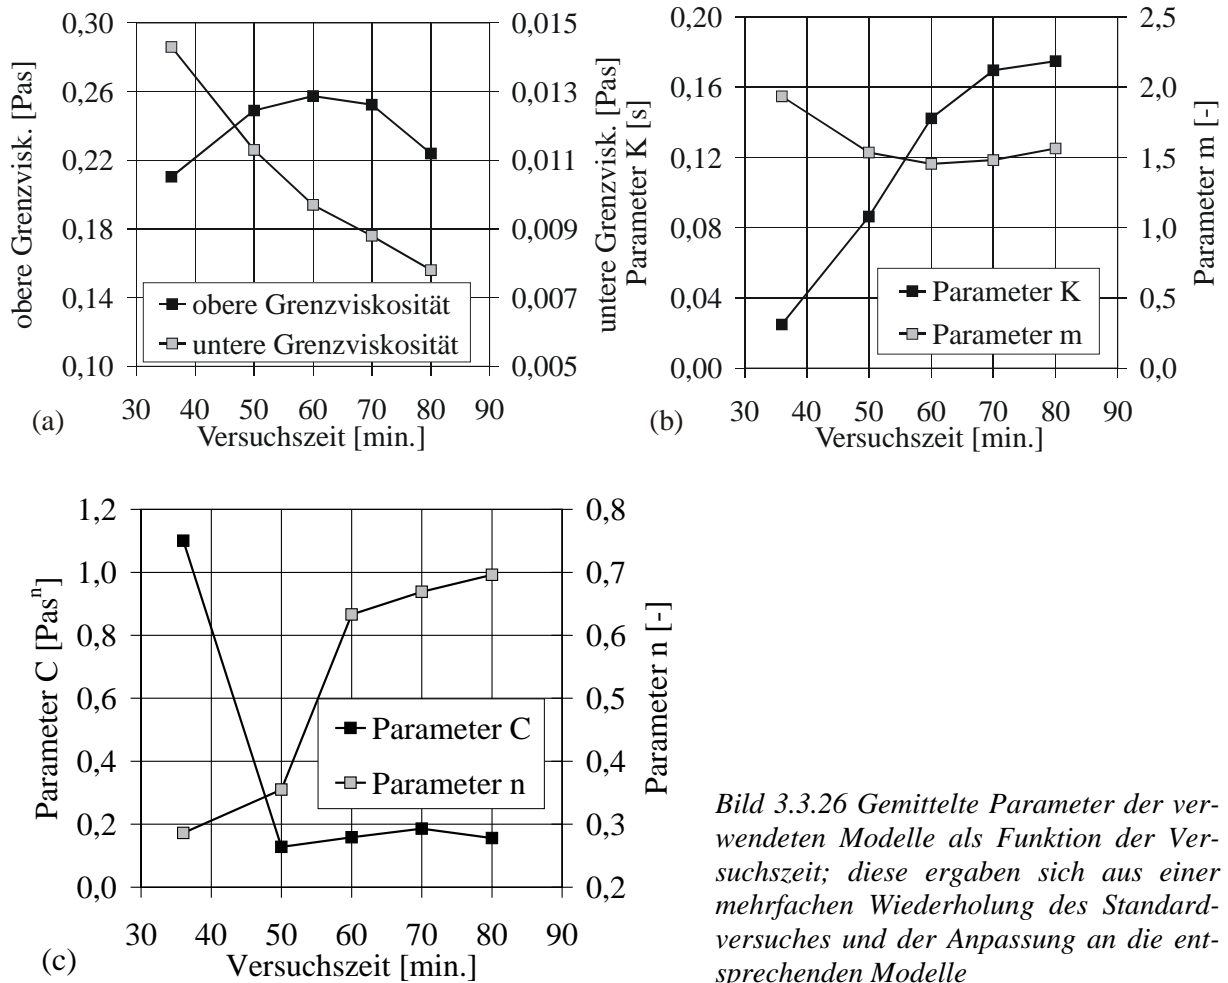 obere Grenzvisk. [Pas]
0,30
0,26
0,22
0,18
0,14
0,10
0,015
0,013
0,011
0,009
0,007
0,005
untere Grenzvisk. [Pas]
obere Grenzviskosität
untere Grenzviskosität
30 40 50 60 70 80 90
Versuchszeit [min.]
(a)
Parameter K [s]
0,20
0,16
0,12
0,08
0,04
0,00
2,5
2,0
1,5
1,0
0,5
0,0
Parameter m [-]
Parameter K
Parameter m
30 40 50 60 70 80 90
Versuchszeit [min.]
(b)
Parameter C [Pasⁿ]
1,2
1,0
0,8
0,6
0,4
0,2
0,0
0,8
0,7
0,6
0,5
0,4
0,3
0,2
Parameter n [-]
Parameter C
Parameter n
30 40 50 60 70 80 90
Versuchszeit [min.]
(c)
Bild 3.3.26 Gemittelte Parameter der ver-
wendeten Modelle als Funktion der Ver-
suchszeit; diese ergaben sich aus einer
mehrfachen Wiederholung des Standard-
versuches und der Anpassung an die ent-
sprechenden Modelle